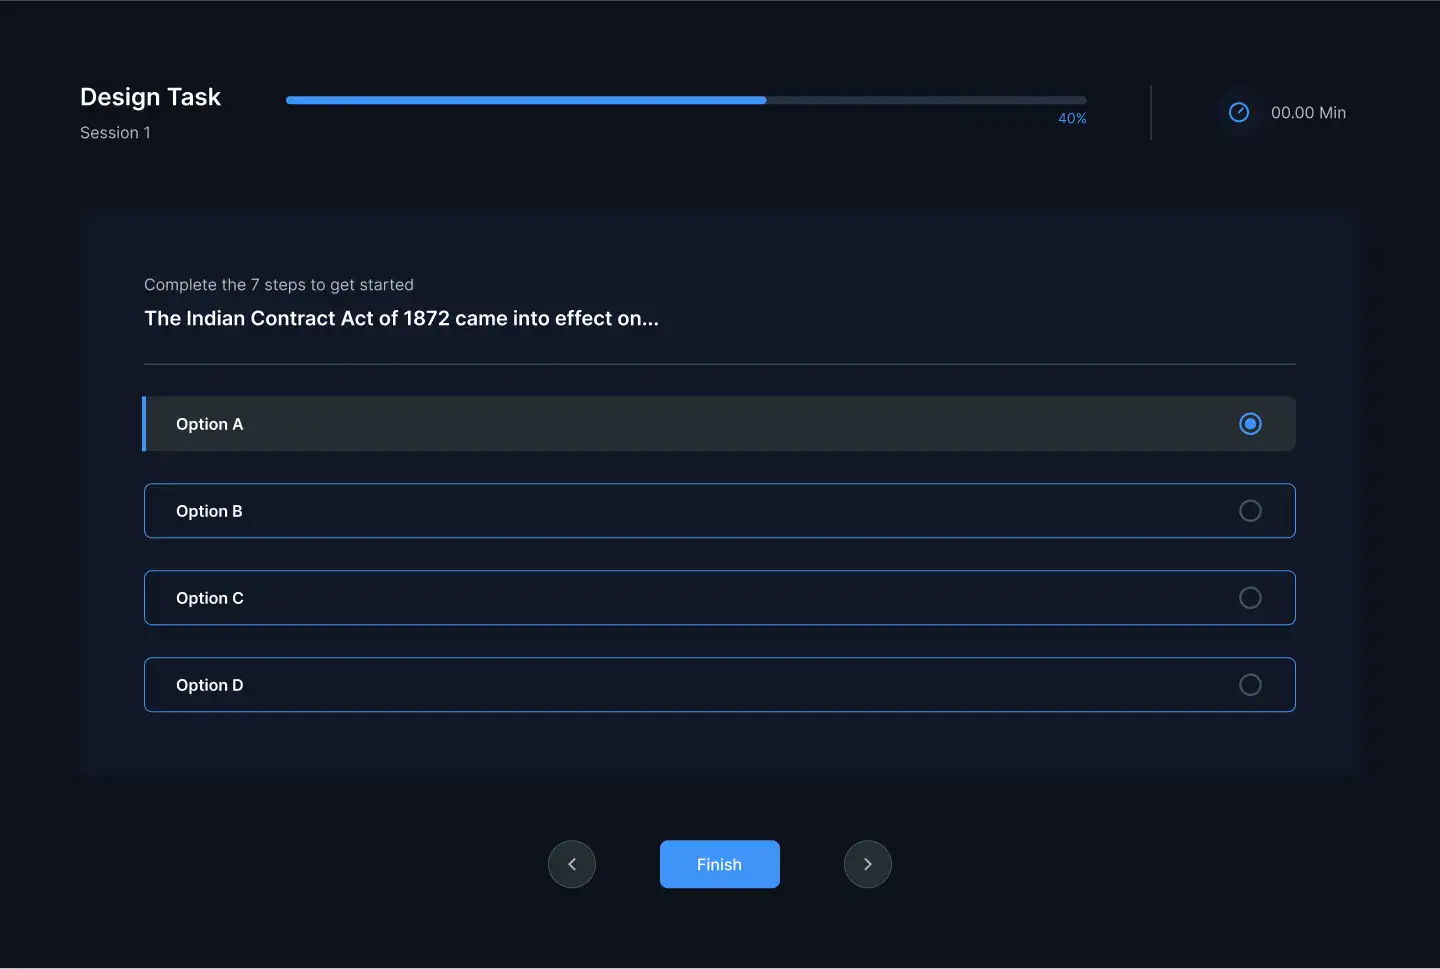 Design Task
Session 1
40%
00.00 Min
Complete the 7 steps to get started
The Indian Contract Act of 1872 came into effect on...
Option A
Option B
Option C
Option D
Finish